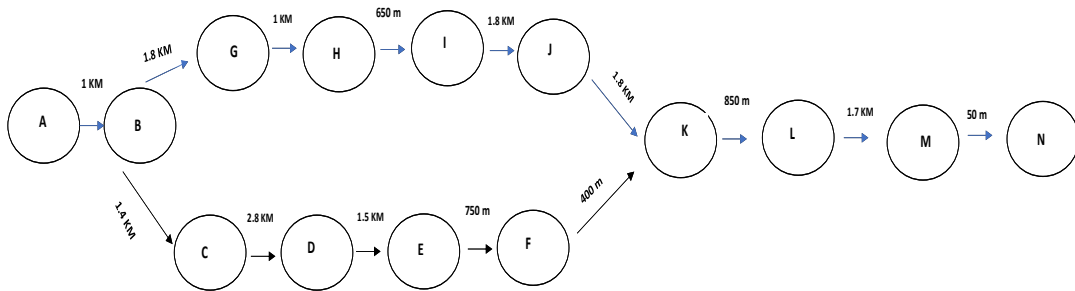 A
1 KM
B
1.8 KM
G
1 KM
H
650 m
I
1.8 KM
J
1.8 KM
K
850 m
L
1.7 KM
M
50 m
N
1.4 KM
C
2.8 KM
D
1.5 KM
E
750 m
F
400 m